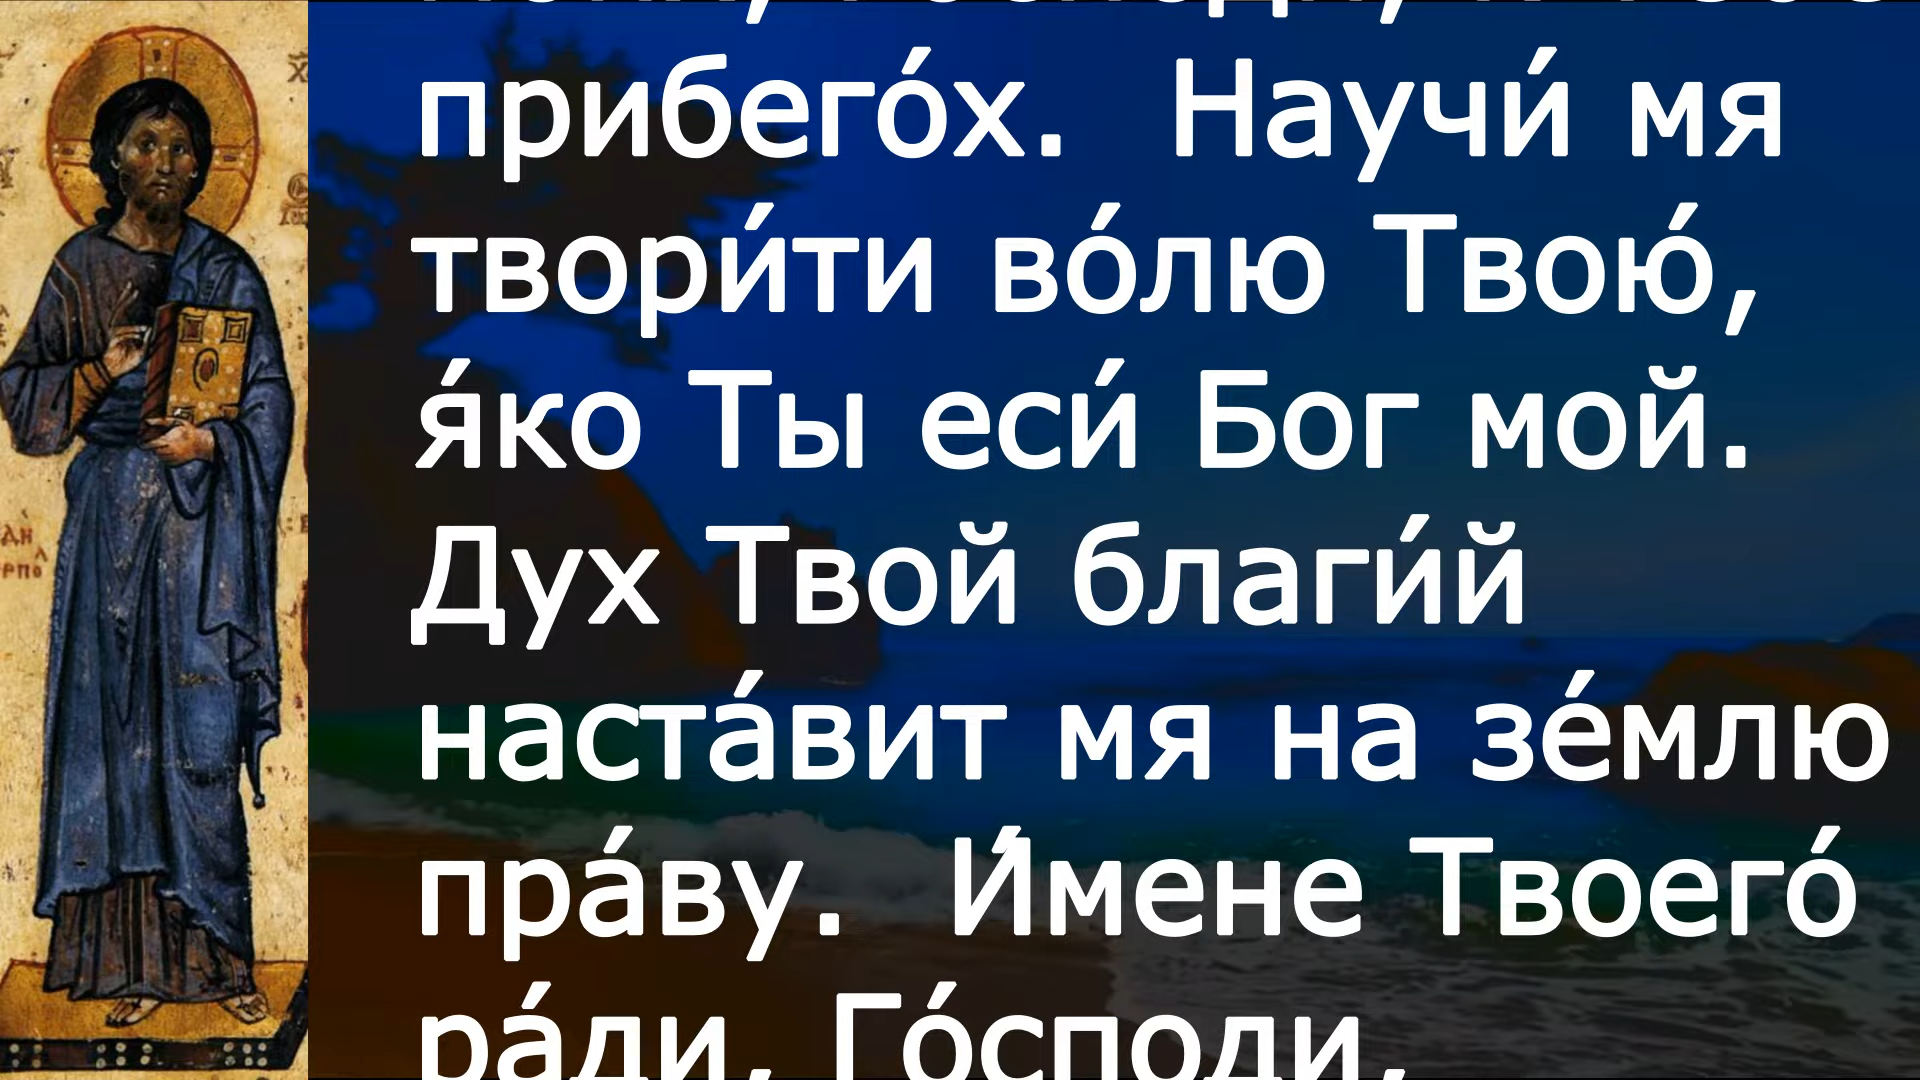 прибего́х. Научи́ мя
твори́ти во́лю Твою́,
я́ко Ты еси́ Бог мой.
Дух Твой благи́й
наста́вит мя на зе́млю
пра́ву. И́мене Твоего́
ра́ди, Го́споди,